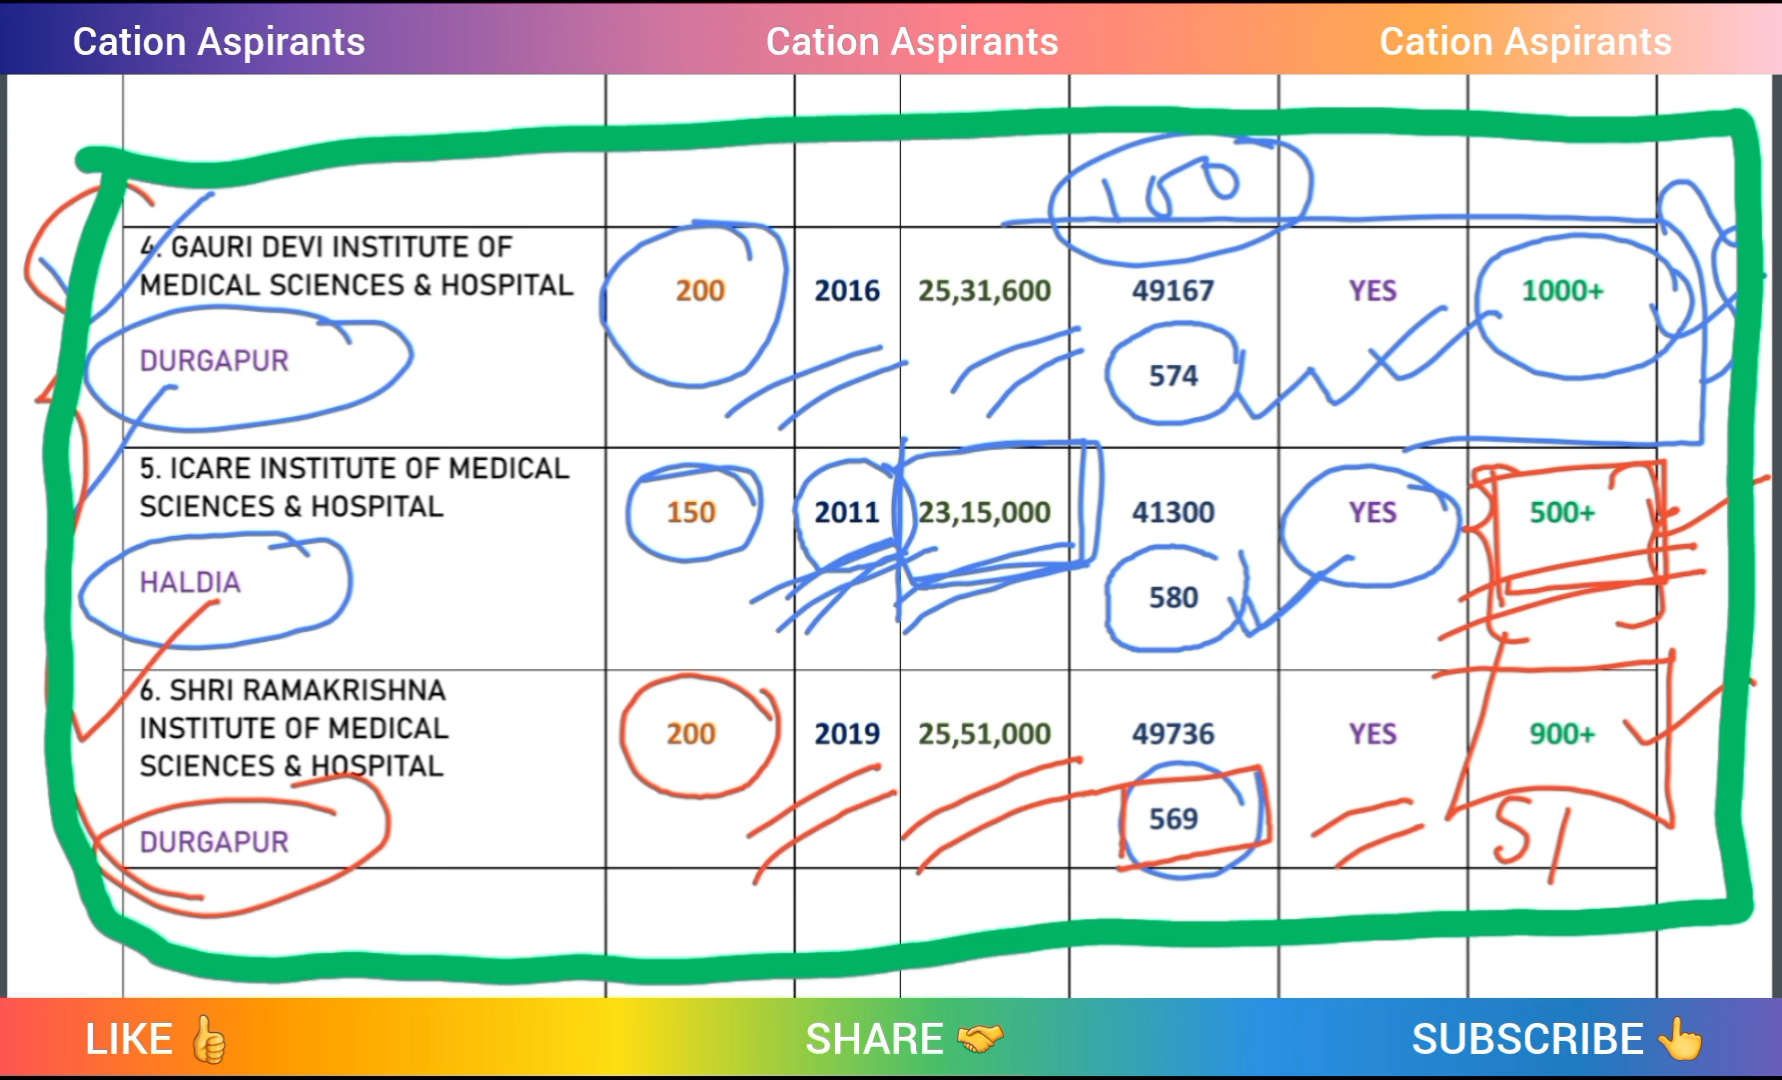 Cation Aspirants Cation Aspirants Cation Aspirants
100
4. GAURI DEVI INSTITUTE OF
MEDICAL SCIENCES & HOSPITAL 200 2016 25,31,600 49167 YES 1000+
DURGAPUR 574
5. ICARE INSTITUTE OF MEDICAL
SCIENCES & HOSPITAL 150 2011 23,15,000 41300 YES 500+
HALDIA 580
6. SHRI RAMAKRISHNA
INSTITUTE OF MEDICAL 200 2019 25,51,000 49736 YES 900+
SCIENCES & HOSPITAL
DURGAPUR 569
LIKE 👍 SHARE 🤝 SUBSCRIBE 👆